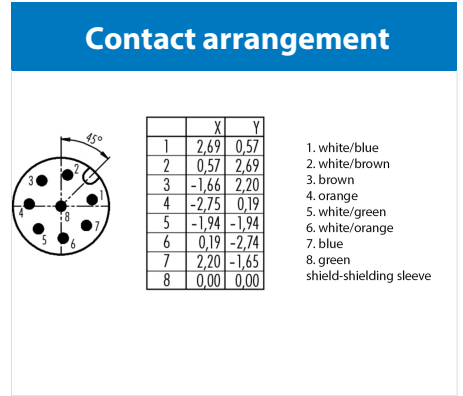 Contact arrangement
45°
X Y
1 2,69 0,57
2 0,57 2,69
3 -1,66 2,20
4 -2,75 0,19
5 -1,94 -1,94
6 0,19 -2,74
7 2,20 -1,65
8 0,00 0,00
2
3
1
4
8
7
5
6
1. white/blue
2. white/brown
3. brown
4. orange
5. white/green
6. white/orange
7. blue
8. green
shield-shielding sleeve